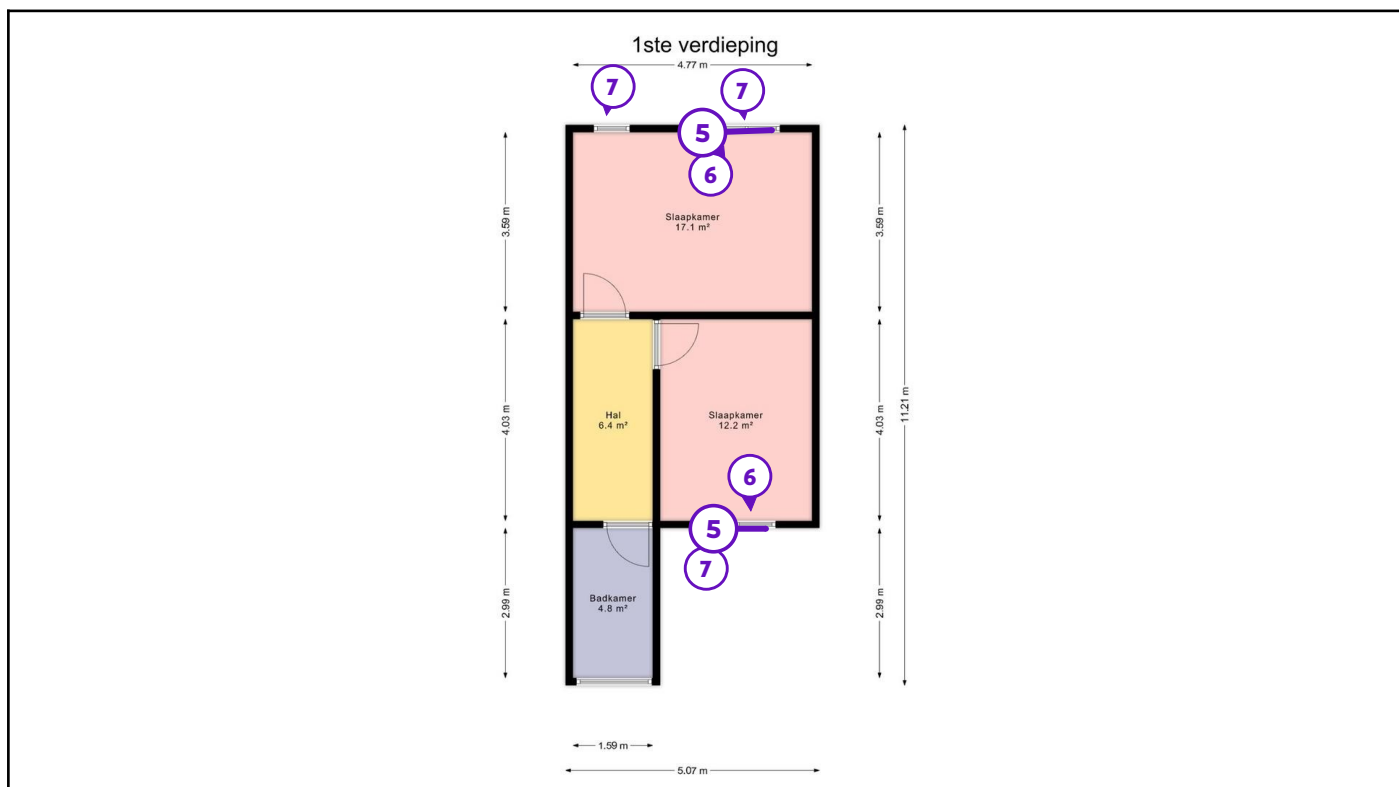 1ste verdieping
4.77 m
7
7
5
6
Slaapkamer
17.1 m²
3.59 m
3.59 m
Hal
6.4 m²
Slaapkamer
12.2 m²
4.03 m
4.03 m
11.21 m
6
5
7
Badkamer
4.8 m²
2.99 m
2.99 m
1.59 m
5.07 m